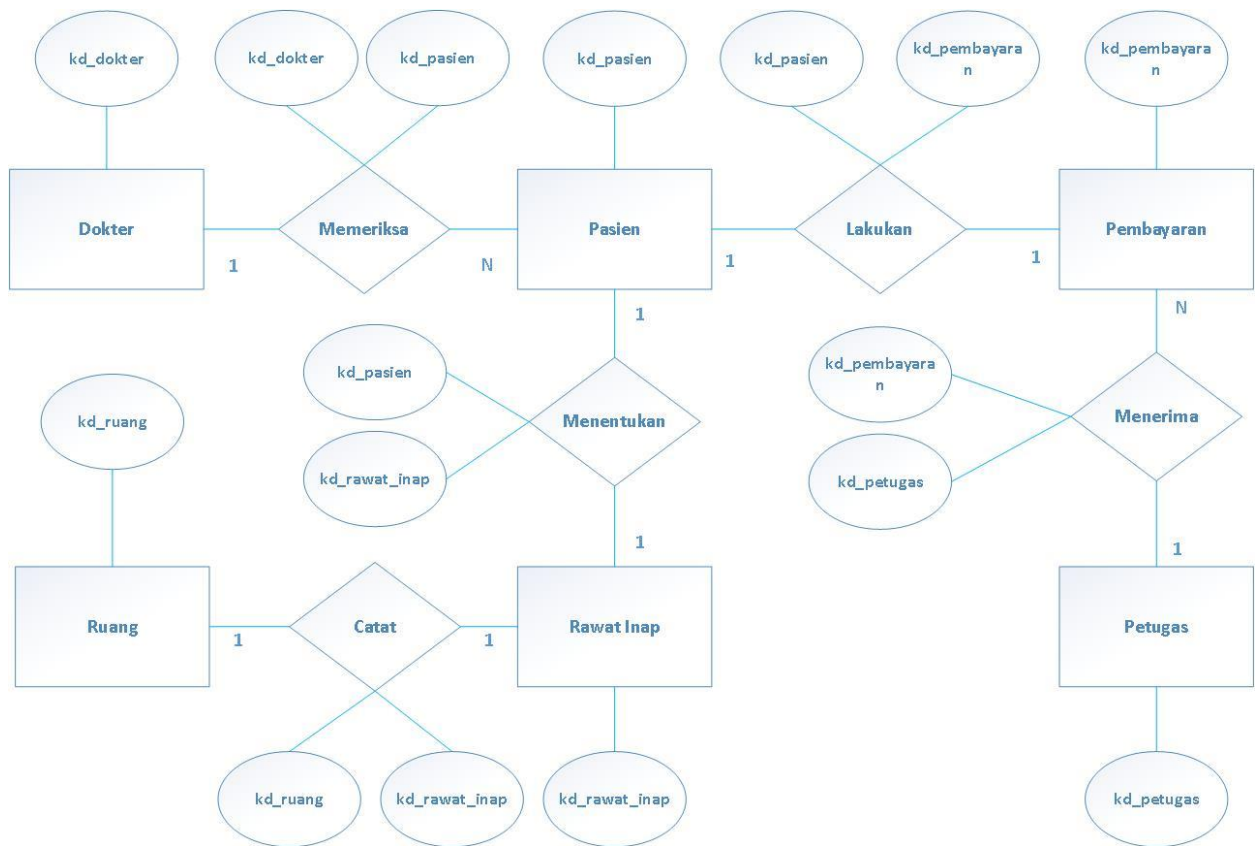 kd_dokter
kd_dokter
kd_pasien
kd_pasien
kd_pasien
kd_pembayara
n
kd_pembayara
n
Dokter
Memeriksa
Pasien
Lakukan
Pembayaran
1
N
1
1
1
N
kd_pasien
kd_pembayara
n
kd_ruang
Menentukan
Menerima
kd_rawat_inap
kd_petugas
1
1
Ruang
Catat
Rawat Inap
Petugas
1
1
kd_ruang
kd_rawat_inap
kd_rawat_inap
kd_petugas